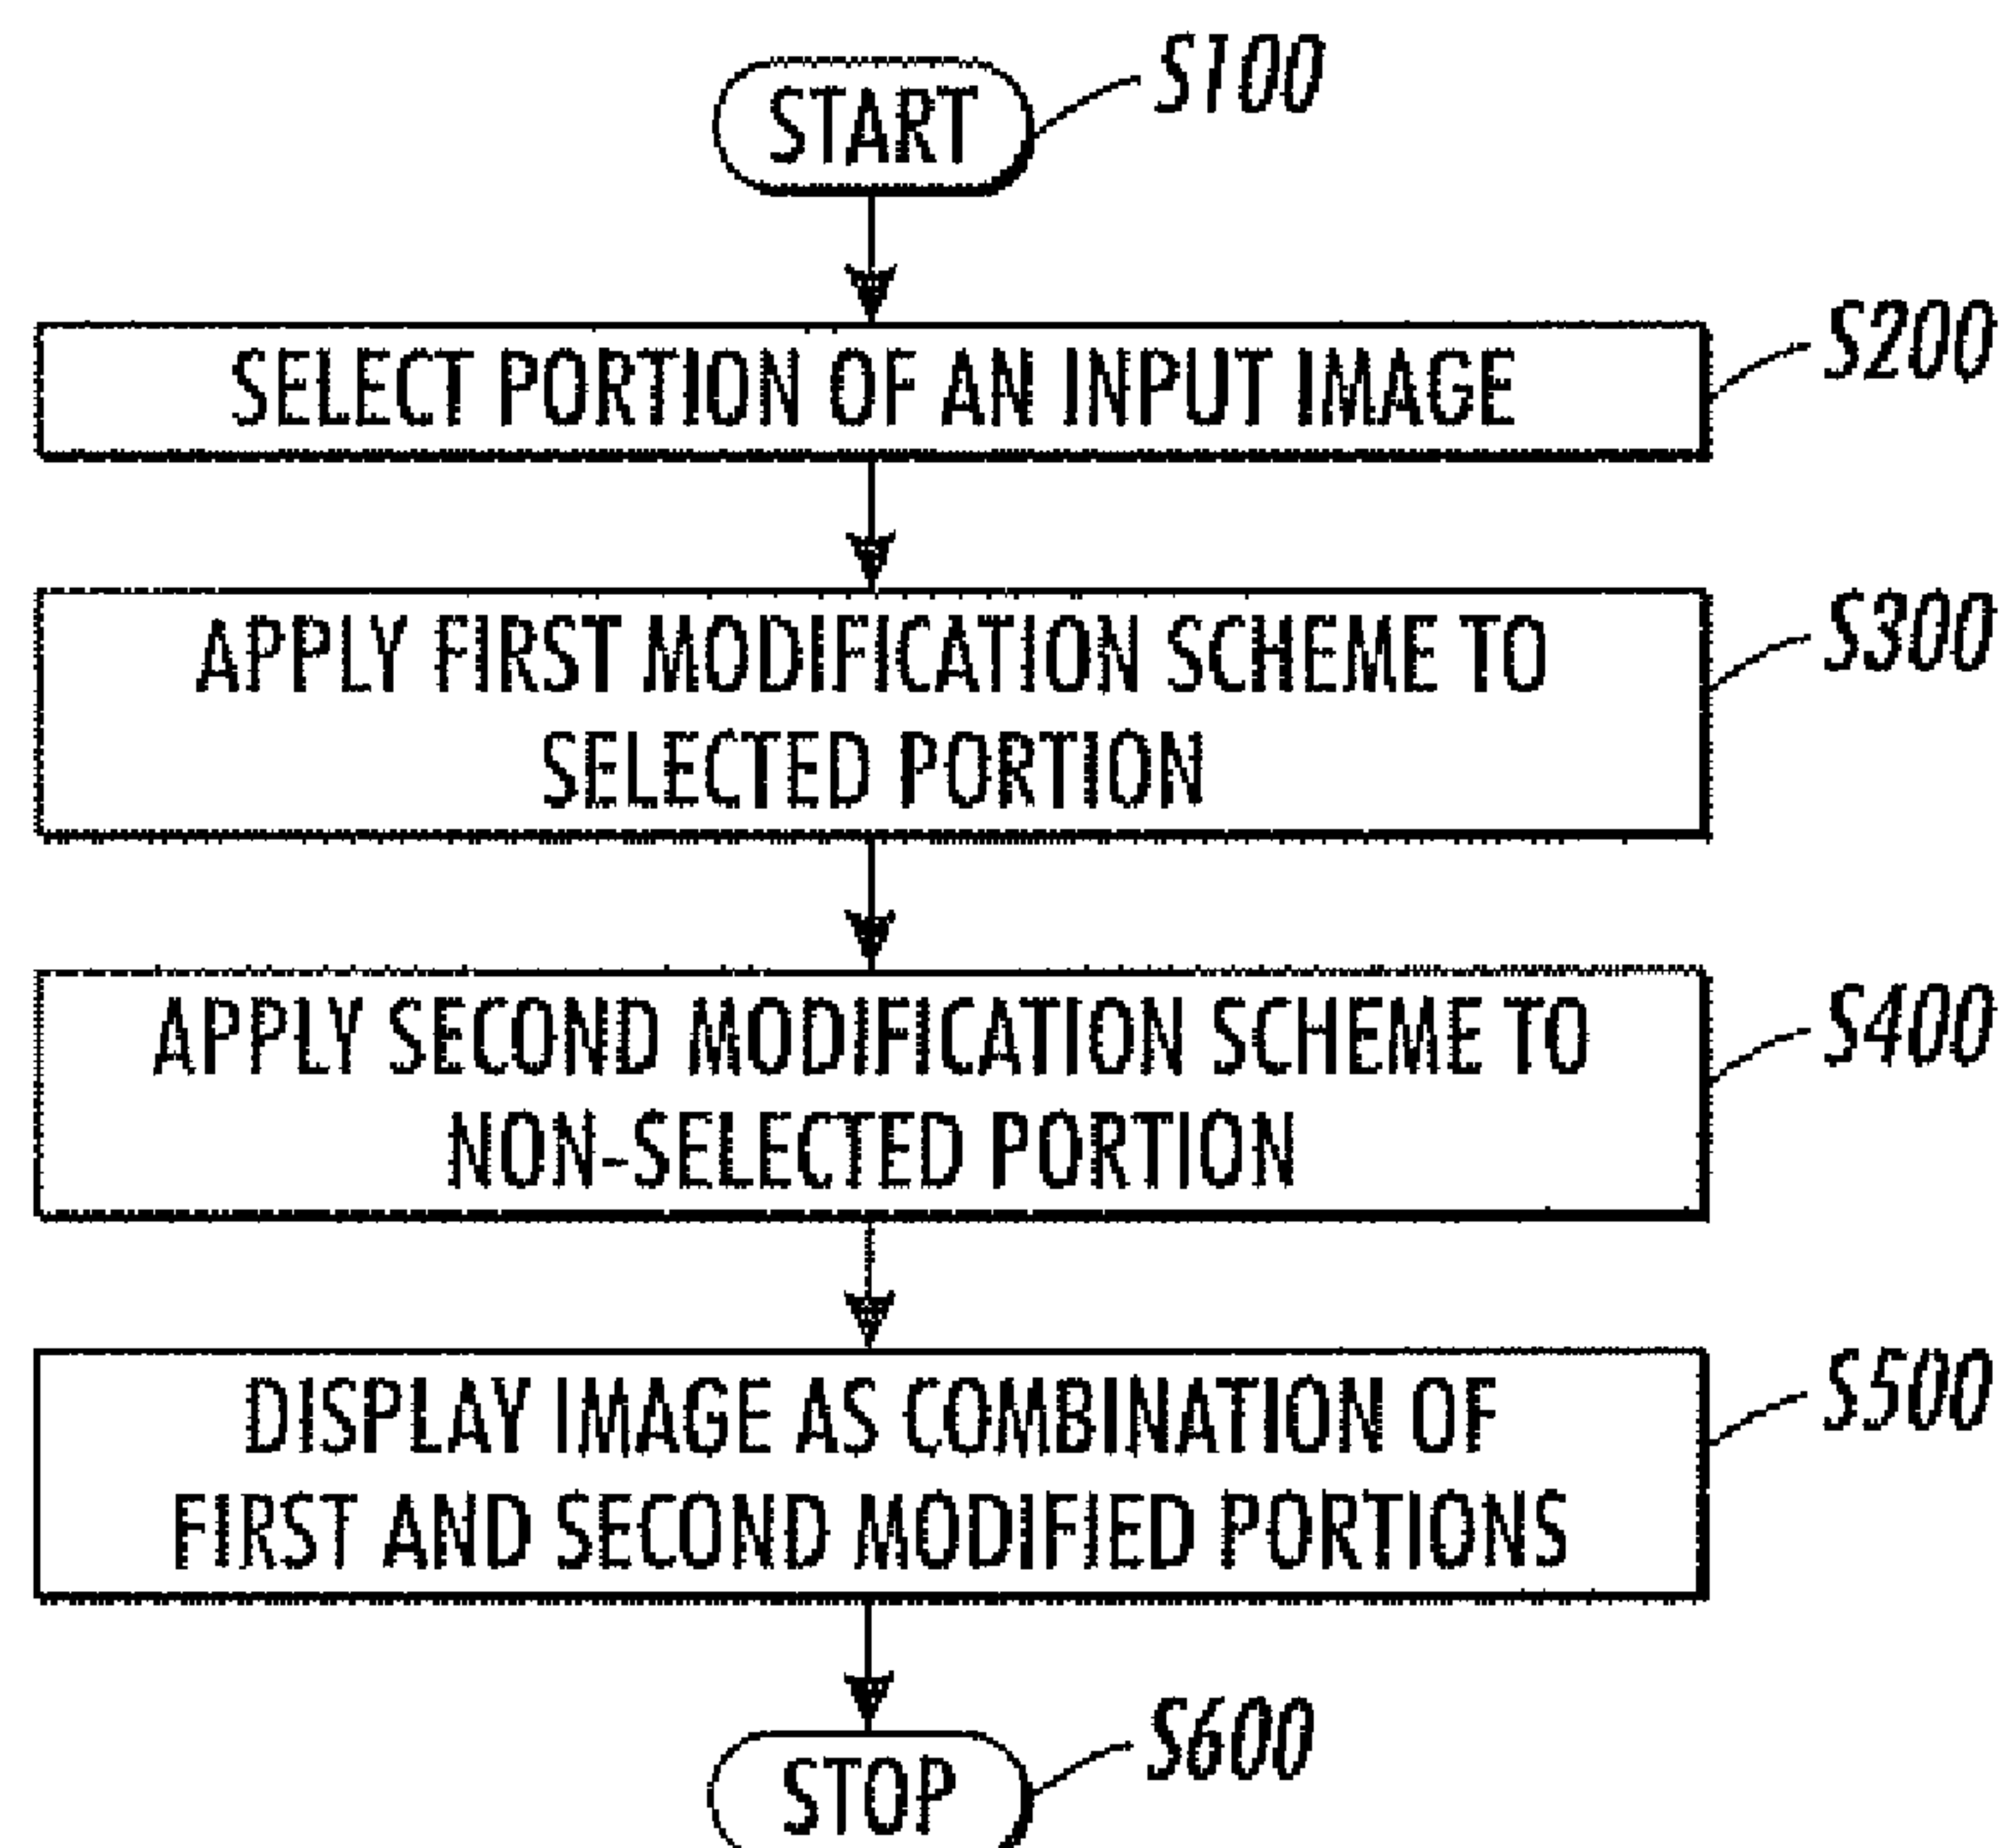 START
S100
SELECT PORTION OF AN INPUT IMAGE
S200
APPLY FIRST MODIFICATION SCHEME TO
SELECTED PORTION
S300
APPLY SECOND MODIFICATION SCHEME TO
NON-SELECTED PORTION
S400
DISPLAY IMAGE AS COMBINATION OF
FIRST AND SECOND MODIFIED PORTIONS
S500
STOP
S600